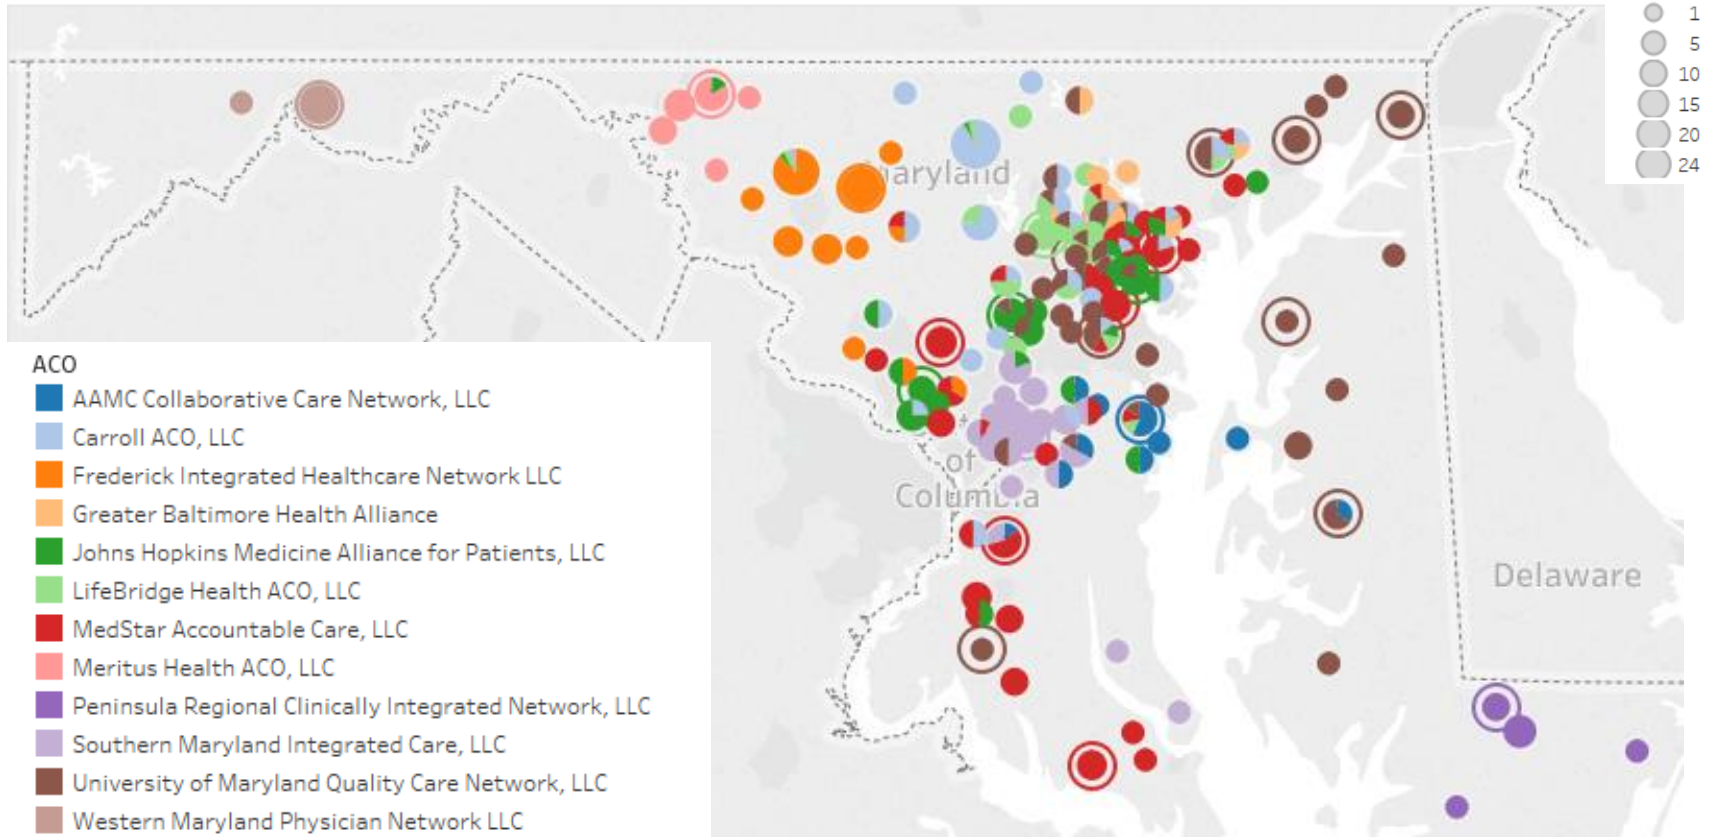 1
5
10
15
20
24
aryland
ACO
AAMC Collaborative Care Network, LLC
Carroll ACO, LLC
Frederick Integrated Healthcare Network LLC
Greater Baltimore Health Alliance
Johns Hopkins Medicine Alliance for Patients, LLC
LifeBridge Health ACO, LLC
MedStar Accountable Care, LLC
Meritus Health ACO, LLC
Peninsula Regional Clinically Integrated Network, LLC
Southern Maryland Integrated Care, LLC
University of Maryland Quality Care Network, LLC
Western Maryland Physician Network LLC
of
Columbia
Delaware